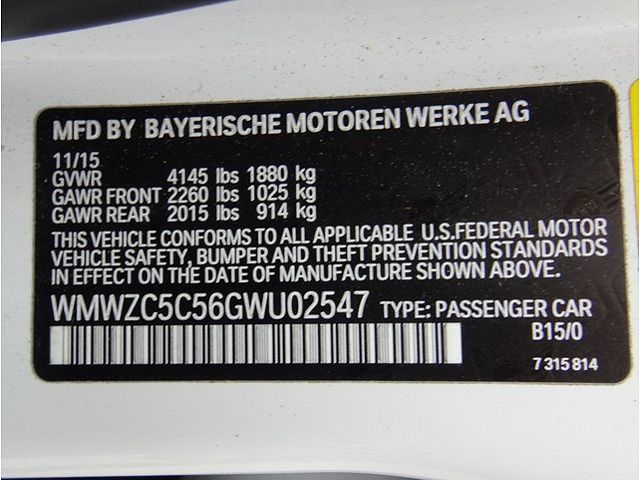 MFD BY BAYERISCHE MOTOREN WERKE AG
11/15
GVWR 4145 lbs 1880 kg
GAWR FRONT 2260 lbs 1025 kg
GAWR REAR 2015 lbs 914 kg
THIS VEHICLE CONFORMS TO ALL APPLICABLE U.S.FEDERAL MOTOR
VEHICLE SAFETY, BUMPER AND THEFT PREVENTION STANDARDS
IN EFFECT ON THE DATE OF MANUFACTURE SHOWN ABOVE.
WMWZC5C56GWU02547 TYPE: PASSENGER CAR
B15/0
7 315 814